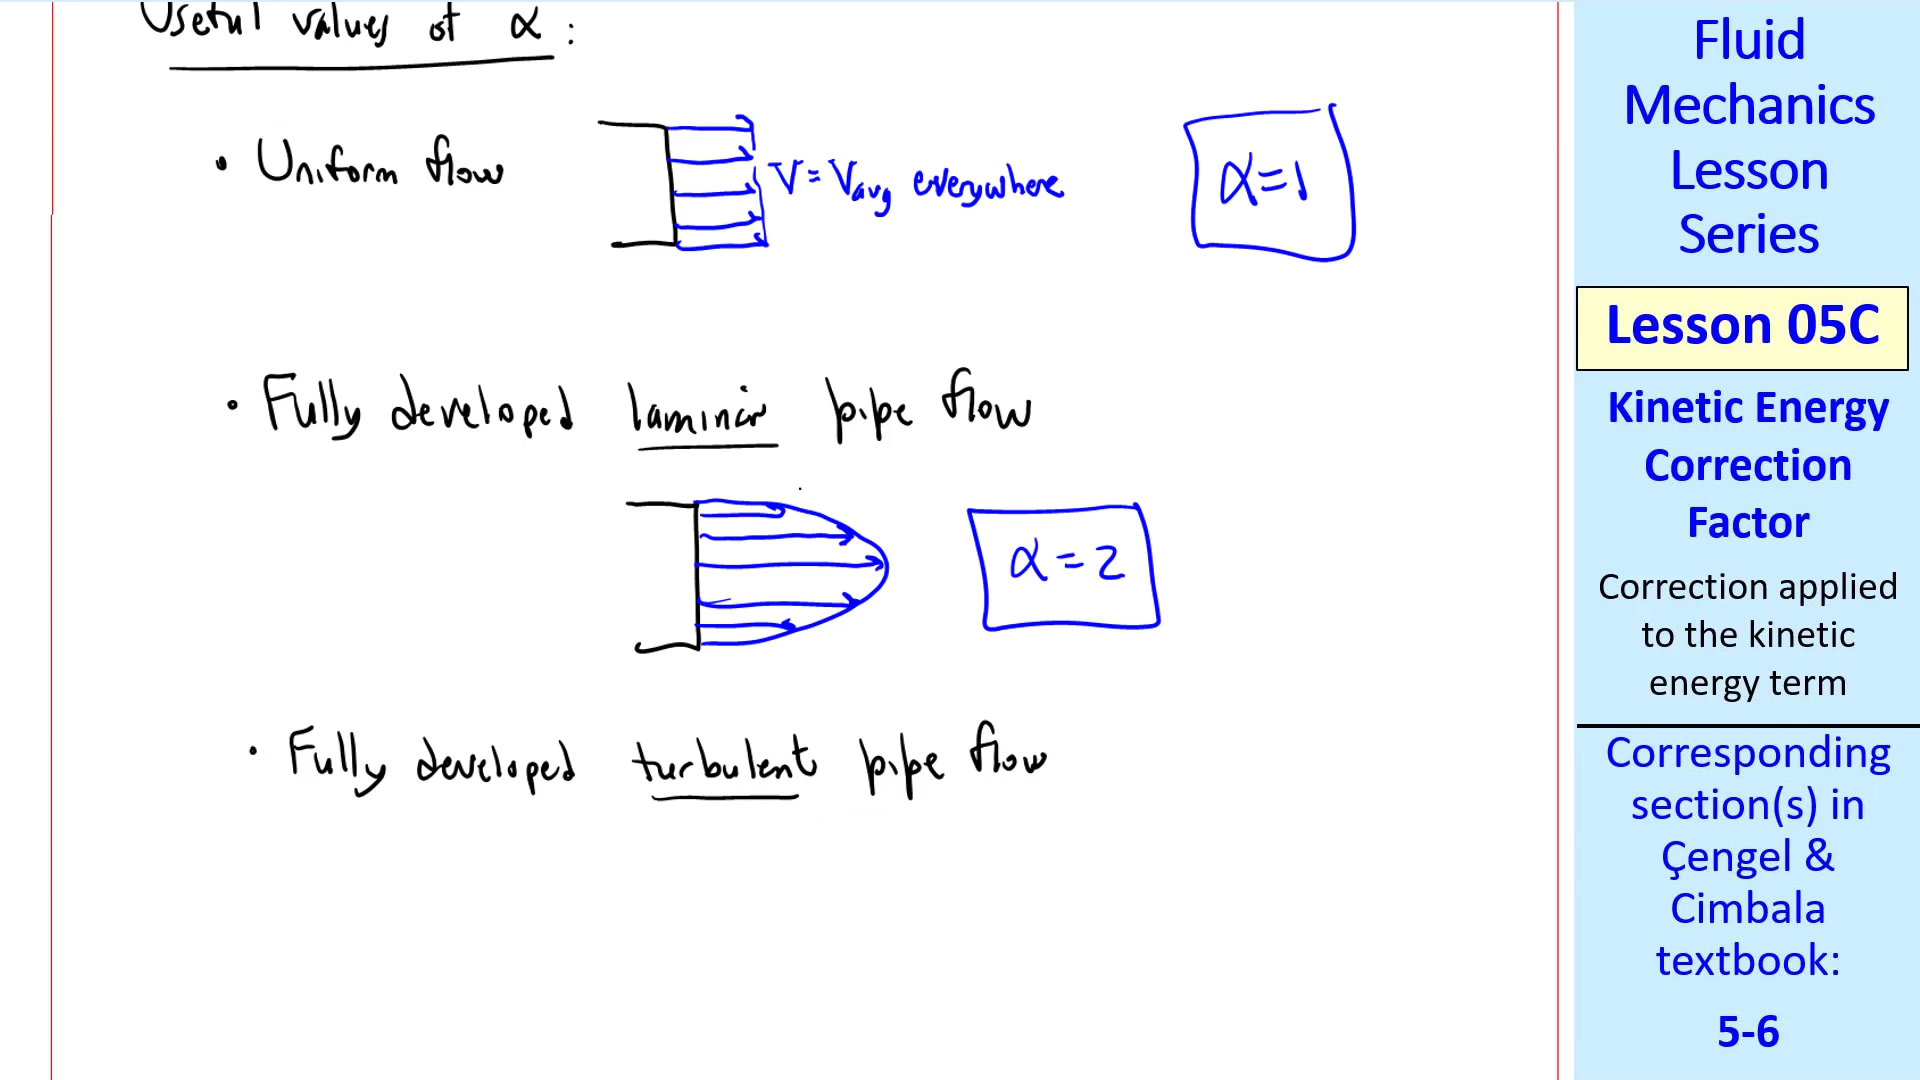 Useful values of α :
• Uniform flow
V = Vavg everywhere
α = 1
• Fully developed laminar pipe flow
α = 2
• Fully developed turbulent pipe flow
Fluid
Mechanics
Lesson
Series
Lesson 05C
Kinetic Energy
Correction
Factor
Correction applied
to the kinetic
energy term
Corresponding
section(s) in
Çengel &
Cimbala
textbook:
5-6